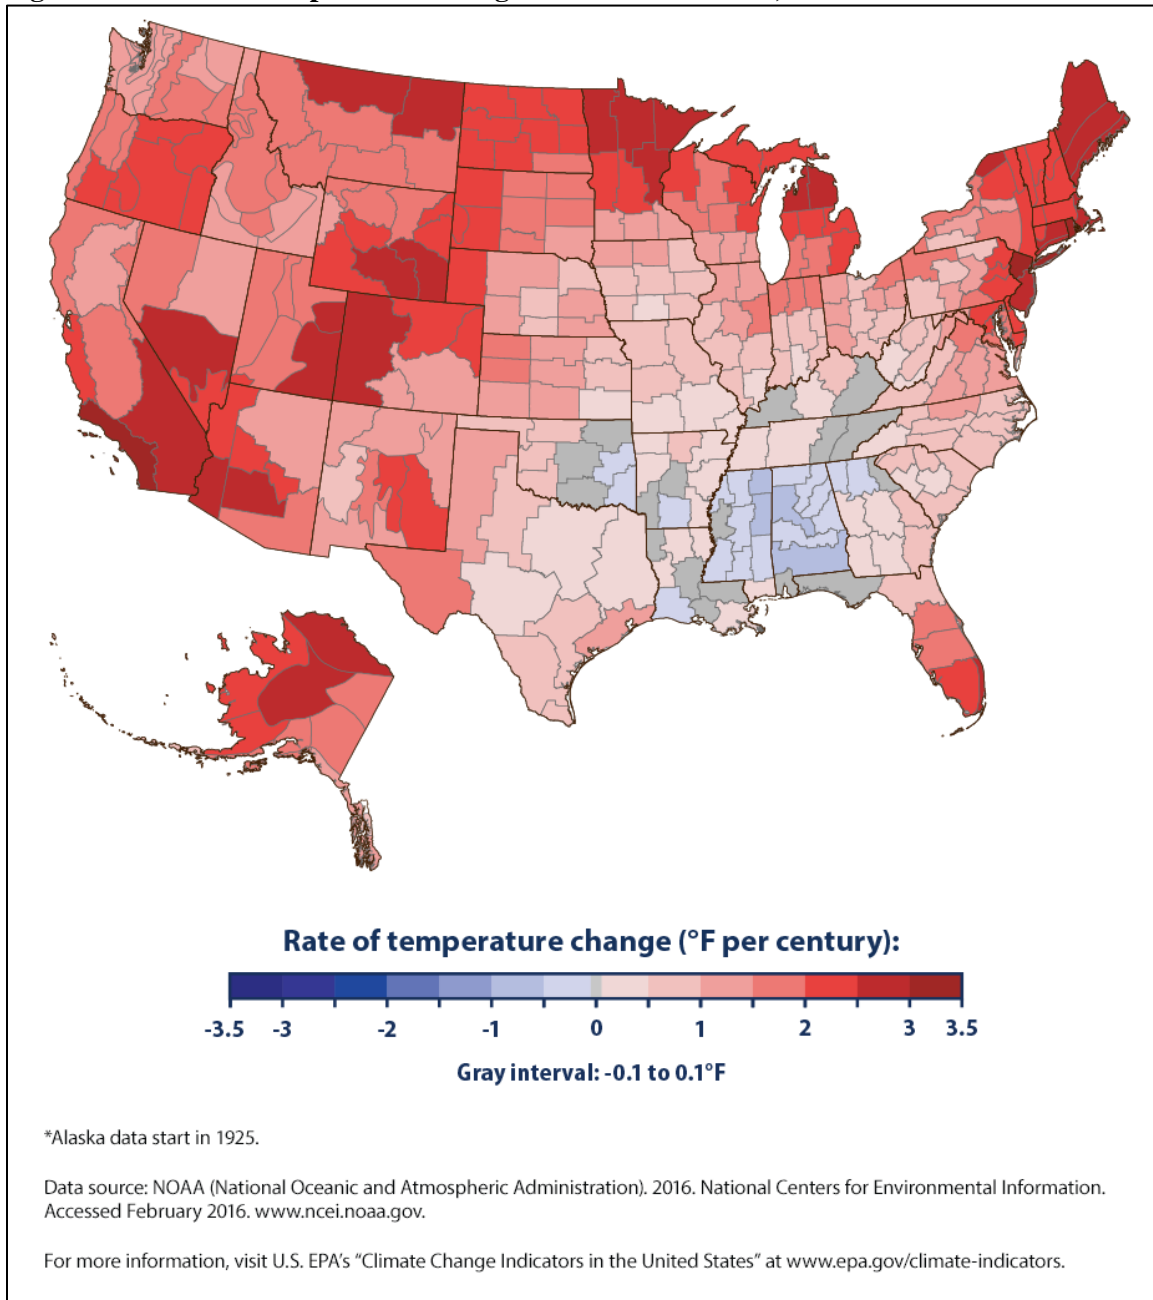 Rate of temperature change (°F per century):
-3.5 -3 -2 -1 0 1 2 3 3.5
Gray interval: -0.1 to 0.1°F
*Alaska data start in 1925.
Data source: NOAA (National Oceanic and Atmospheric Administration). 2016. National Centers for Environmental Information.
Accessed February 2016. www.ncei.noaa.gov.
For more information, visit U.S. EPA's “Climate Change Indicators in the United States” at www.epa.gov/climate-indicators.